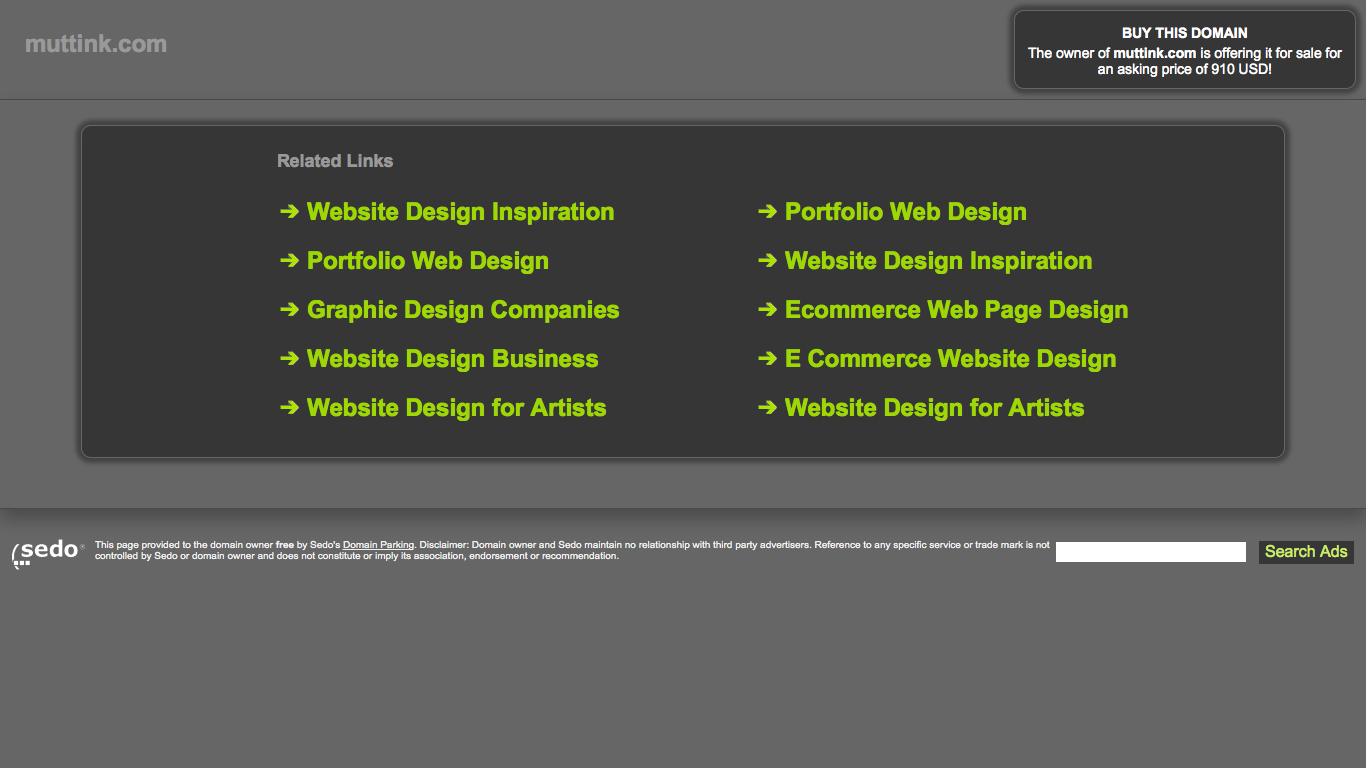 muttink.com
BUY THIS DOMAIN
The owner of muttink.com is offering it for sale for
an asking price of 910 USD!
Related Links
➔ Website Design Inspiration
➔ Portfolio Web Design
➔ Graphic Design Companies
➔ Website Design Business
➔ Website Design for Artists
➔ Portfolio Web Design
➔ Website Design Inspiration
➔ Ecommerce Web Page Design
➔ E Commerce Website Design
➔ Website Design for Artists
sedo
This page provided to the domain owner free by Sedo's Domain Parking. Disclaimer: Domain owner and Sedo maintain no relationship with third party advertisers. Reference to any specific service or trade mark is not
controlled by Sedo or domain owner and does not constitute or imply its association, endorsement or recommendation.
Search Ads